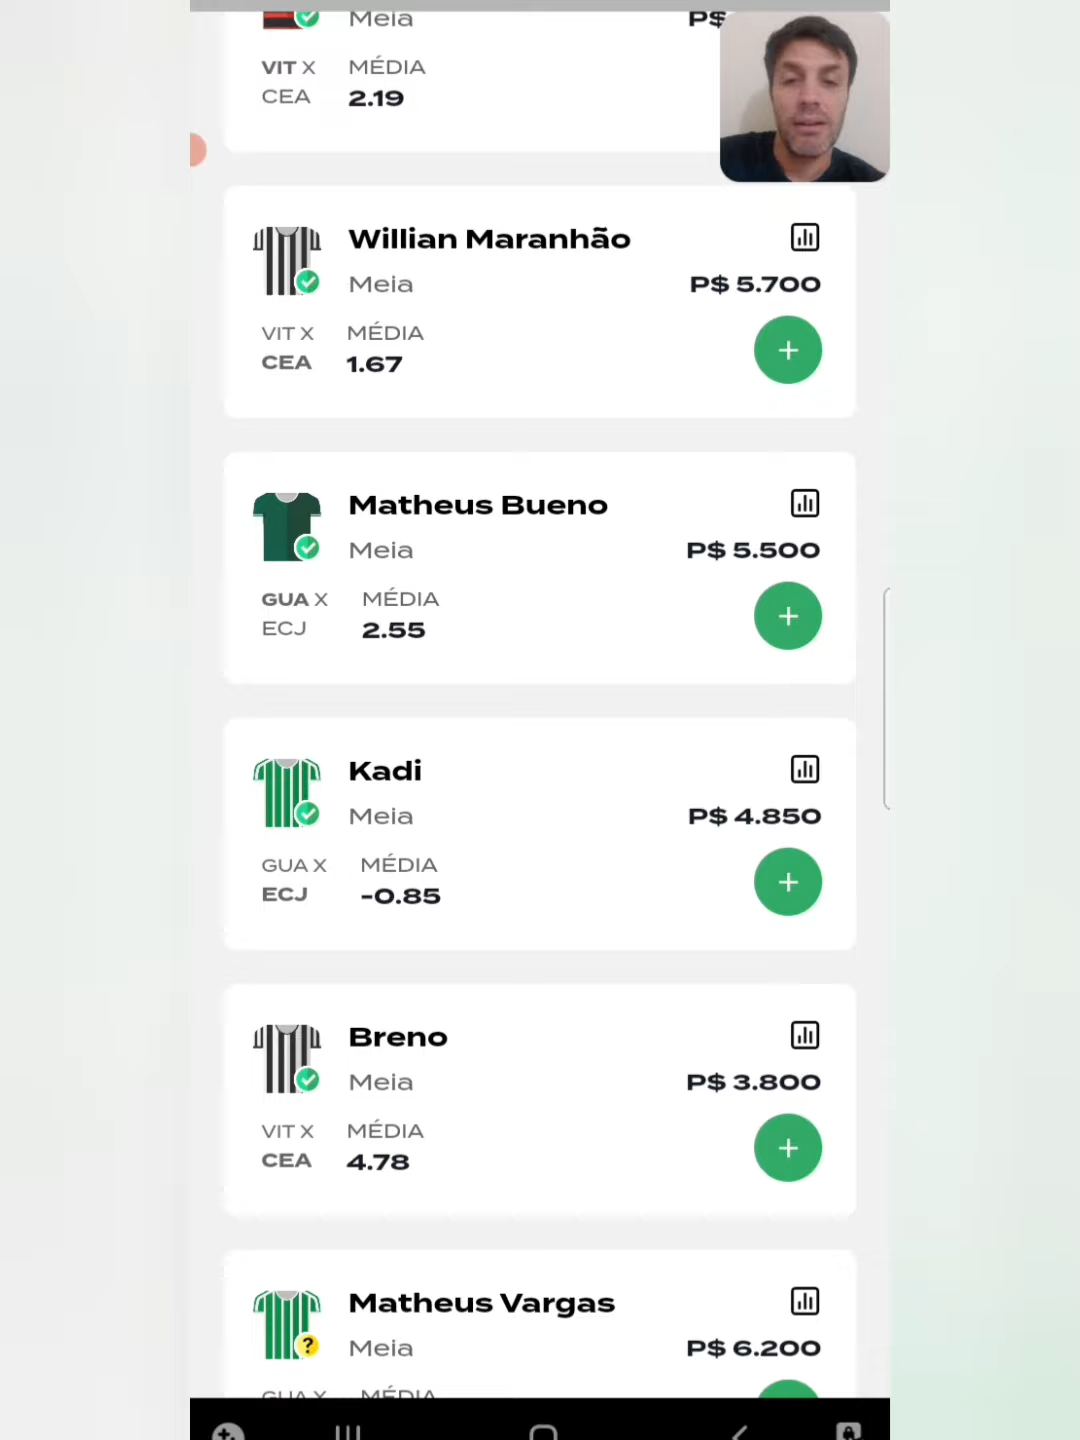 Meia
P$
VIT X
MÉDIA
CEA
2.19
Willian Maranhão
Meia
P$ 5.700
VIT X
MÉDIA
CEA
1.67
Matheus Bueno
Meia
P$ 5.500
GUA X
MÉDIA
ECJ
2.55
Kadi
Meia
P$ 4.850
GUA X
MÉDIA
ECJ
-0.85
Breno
Meia
P$ 3.800
VIT X
MÉDIA
CEA
4.78
Matheus Vargas
?
Meia
P$ 6.200
GUA X
MÉDIA